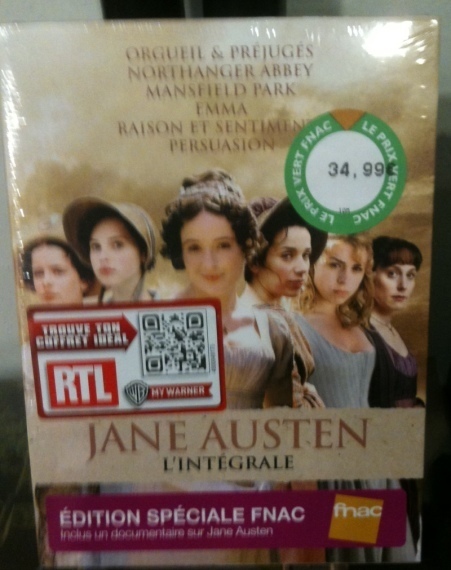 ORGUEIL & PRÉJUGÉS
NORTHANGER ABBEY
MANSFIELD PARK
EMMA
RAISON ET SENTIMEN
PERSUASION
LE PRIX VERT FNAC
LE PRIX VERT FNAC
34,99€
TROUVE TON
COFFRET IDÉAL
RTL
WB
MY WARNER
JANE AUSTEN
L'INTÉGRALE
ÉDITION SPÉCIALE FNAC
Inclus un documentaire sur Jane Austen
fnac